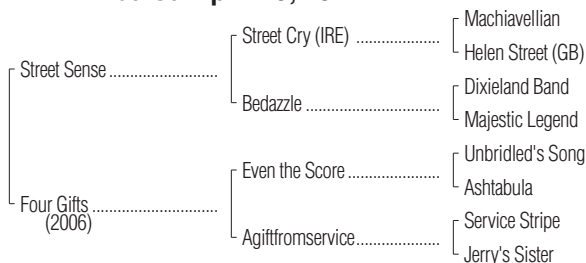 Street Sense
Street Cry (IRE)
Machiavellian
Helen Street (GB)
Bedazzle
Dixieland Band
Majestic Legend
Four Gifts
(2006)
Even the Score
Unbridled's Song
Ashtabula
Agiftfromservice
Service Stripe
Jerry's Sister